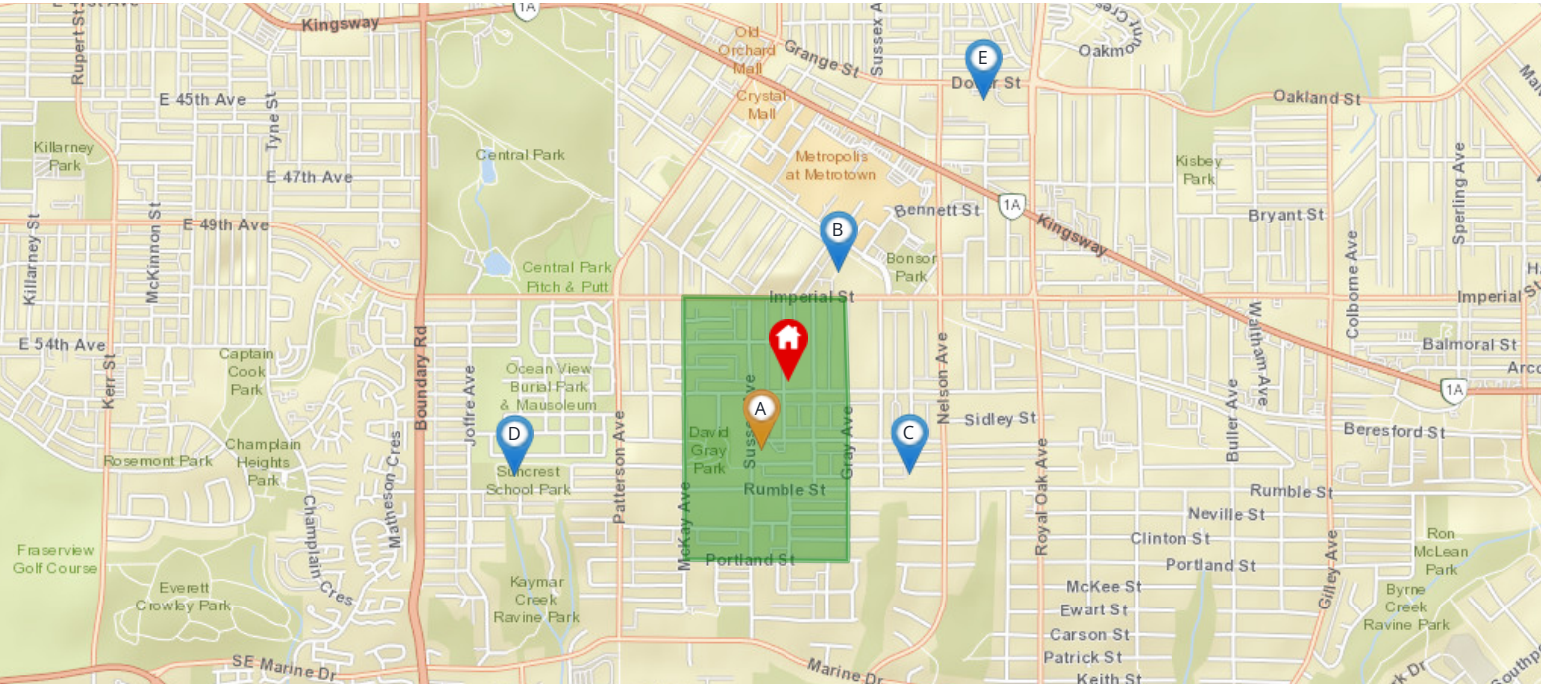 Kingsway
1A
Rupert St
Old
Orchard
Mall
Grange St
Sussex A
Oakmo
E
Dover St
E 45th Ave
Tyne St
Crystal
Mall
Oakland St
Killarney
Park
Central Park
Metropolis
at Metrotown
Kisbey
Park
Sperling Ave
E 47th Ave
McKinnon St
Killarney St
E 49th Ave
Bennett St
1A
Kingsway
Bryant St
B
Colborne Ave
Central Park
Pitch & Putt
Bonsor
Park
Imperial St
Imperial St
E 54th Ave
Kerr St
Captain
Cook
Park
Boundary Rd
Joffre Ave
Ocean View
Burial Park
& Mausoleum
Nelson Ave
Waltham Ave
Balmoral St
Arco
1A
A
Sussex Ave
Gray Ave
Patterson Ave
David
Gray
Park
C
D
Sidley St
Buller Ave
Beresford St
Rosemont Park
Champlain
Heights
Park
Matheson Cres
Suncrest
School Park
McKay Ave
Rumble St
Royal Oak Ave
Rumble St
Champlain Cres
Neville St
Clinton St
Portland St
Portland St
Gilley Ave
Ron
McLean
Park
Fraserview
Golf Course
Everett
Crowley Park
Kaymar
Creek
Ravine Park
McKee St
Ewart St
Carson St
Patrick St
Keith St
Byrne
Creek
Ravine Park
SE Marine Dr
Marine Dr
rk Dr
Southp